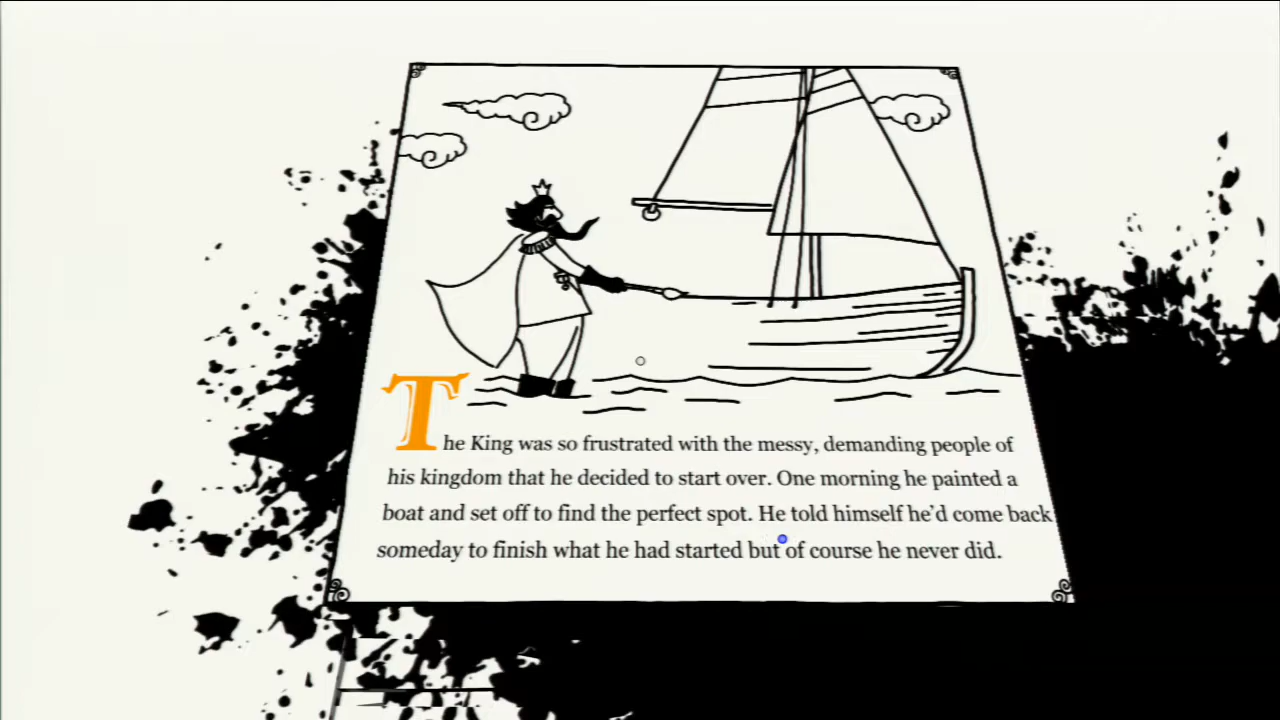 The King was so frustrated with the messy, demanding people of
his kingdom that he decided to start over. One morning he painted a
boat and set off to find the perfect spot. He told himself he'd come back
someday to finish what he had started but of course he never did.